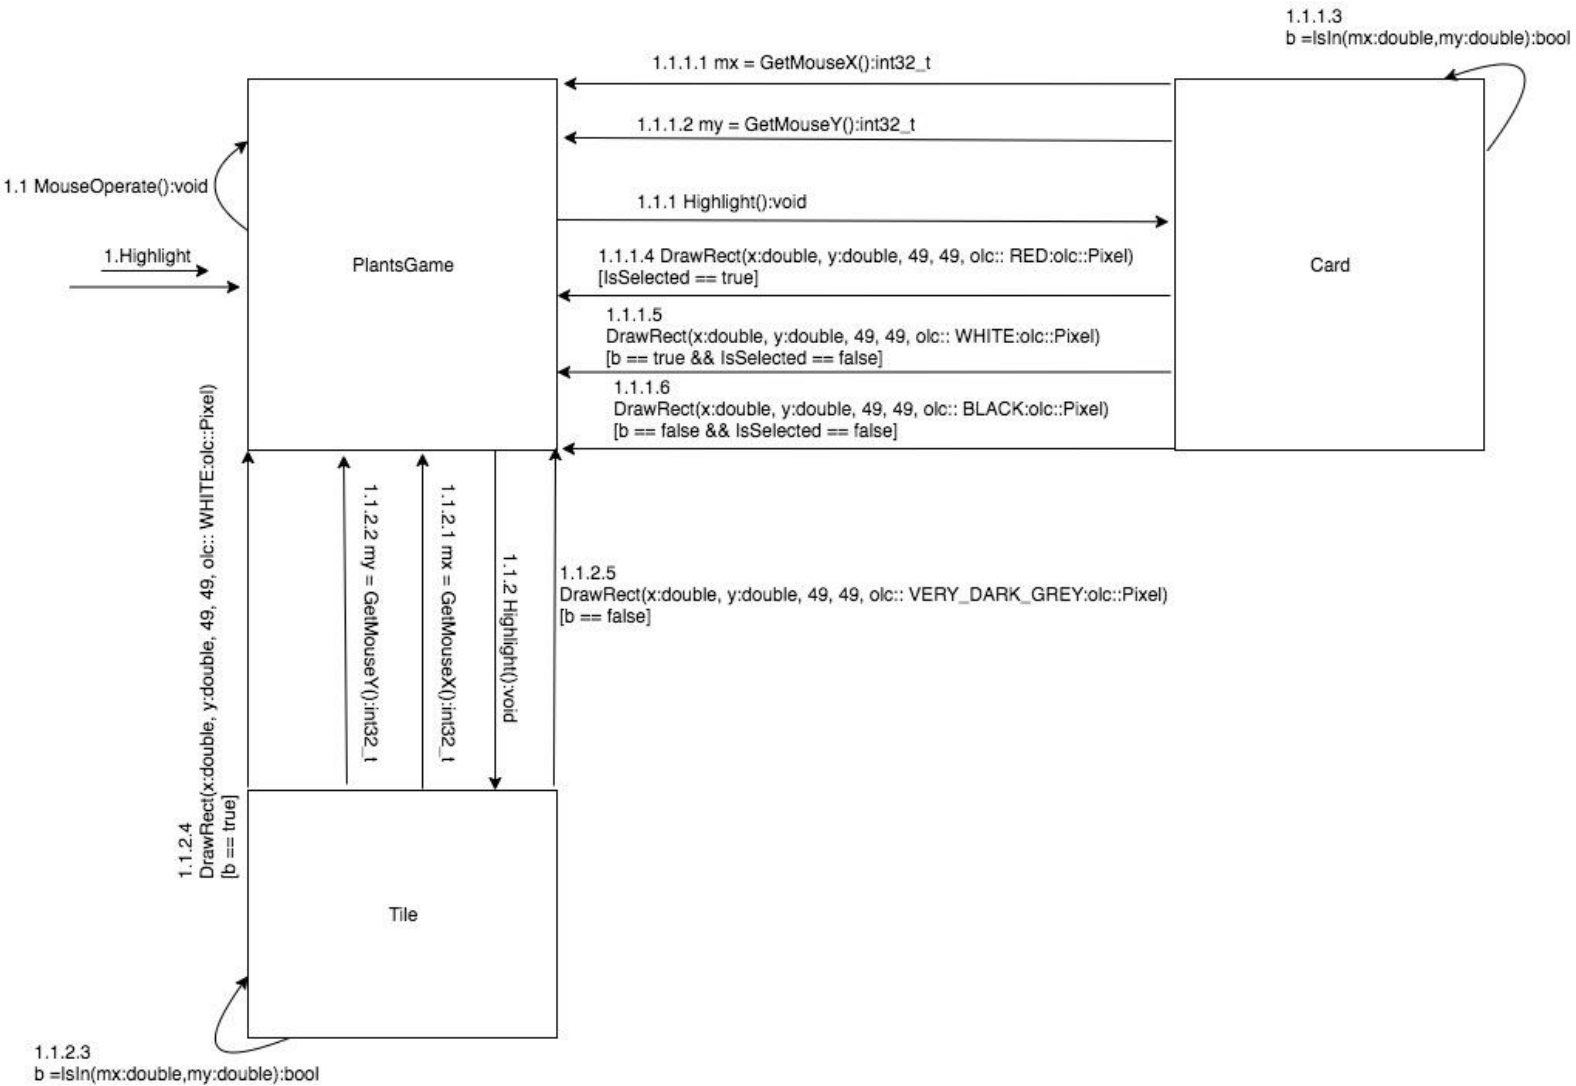 1.1.1.3
b =IsIn(mx:double,my:double):bool
1.1.1.1 mx = GetMouseX():int32_t
1.1.1.2 my = GetMouseY():int32_t
1.1 MouseOperate():void
1.1.1 Highlight():void
1.Highlight
PlantsGame
1.1.1.4 DrawRect(x:double, y:double, 49, 49, olc:: RED:olc::Pixel)
[IsSelected == true]
Card
1.1.1.5
DrawRect(x:double, y:double, 49, 49, olc:: WHITE:olc::Pixel)
[b == true && IsSelected == false]
1.1.1.6
DrawRect(x:double, y:double, 49, 49, olc:: BLACK:olc::Pixel)
[b == false && IsSelected == false]
1.1.2.4
DrawRect(x:double, y:double, 49, 49, olc:: WHITE:olc::Pixel)
[b == true]
1.1.2.2 my = GetMouseY():int32_t
1.1.2.1 mx = GetMouseX():int32_t
1.1.2 Highlight():void
1.1.2.5
DrawRect(x:double, y:double, 49, 49, olc:: VERY_DARK_GREY:olc::Pixel)
[b == false]
Tile
1.1.2.3
b =IsIn(mx:double,my:double):bool